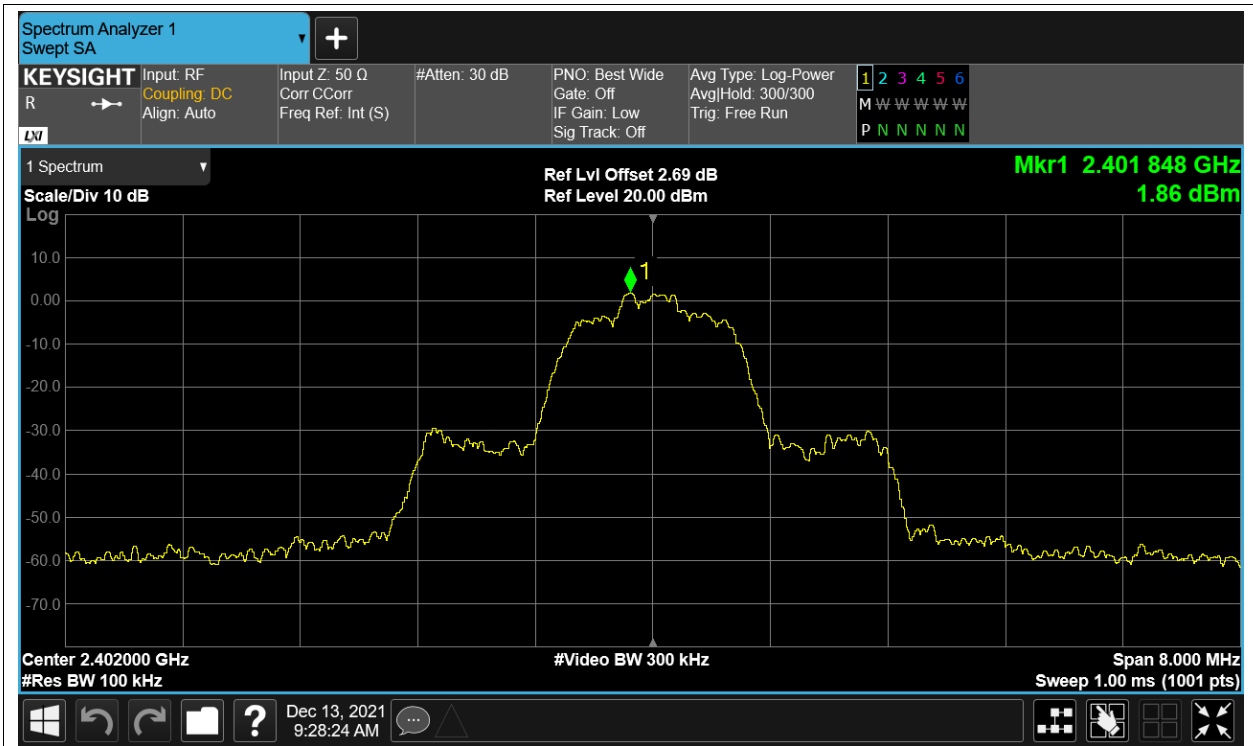 Spectrum Analyzer 1
Swept SA
KEYSIGHT
R
LXI
Input: RF
Coupling: DC
Align: Auto
Input Z: 50 Ω
Corr CCorr
Freq Ref: Int (S)
#Atten: 30 dB
PNO: Best Wide
Gate: Off
IF Gain: Low
Sig Track: Off
Avg Type: Log-Power
Avg|Hold: 300/300
Trig: Free Run
1 2 3 4 5 6
M W W W W W
P N N N N N
1 Spectrum
Scale/Div 10 dB
Ref Lvl Offset 2.69 dB
Ref Level 20.00 dBm
Mkr1 2.401 848 GHz
1.86 dBm
Log
10.0
0.00
-10.0
-20.0
-30.0
-40.0
-50.0
-60.0
-70.0
1
Center 2.402000 GHz
#Video BW 300 kHz
Span 8.000 MHz
#Res BW 100 kHz
Sweep 1.00 ms (1001 pts)
?
Dec 13, 2021
9:28:24 AM